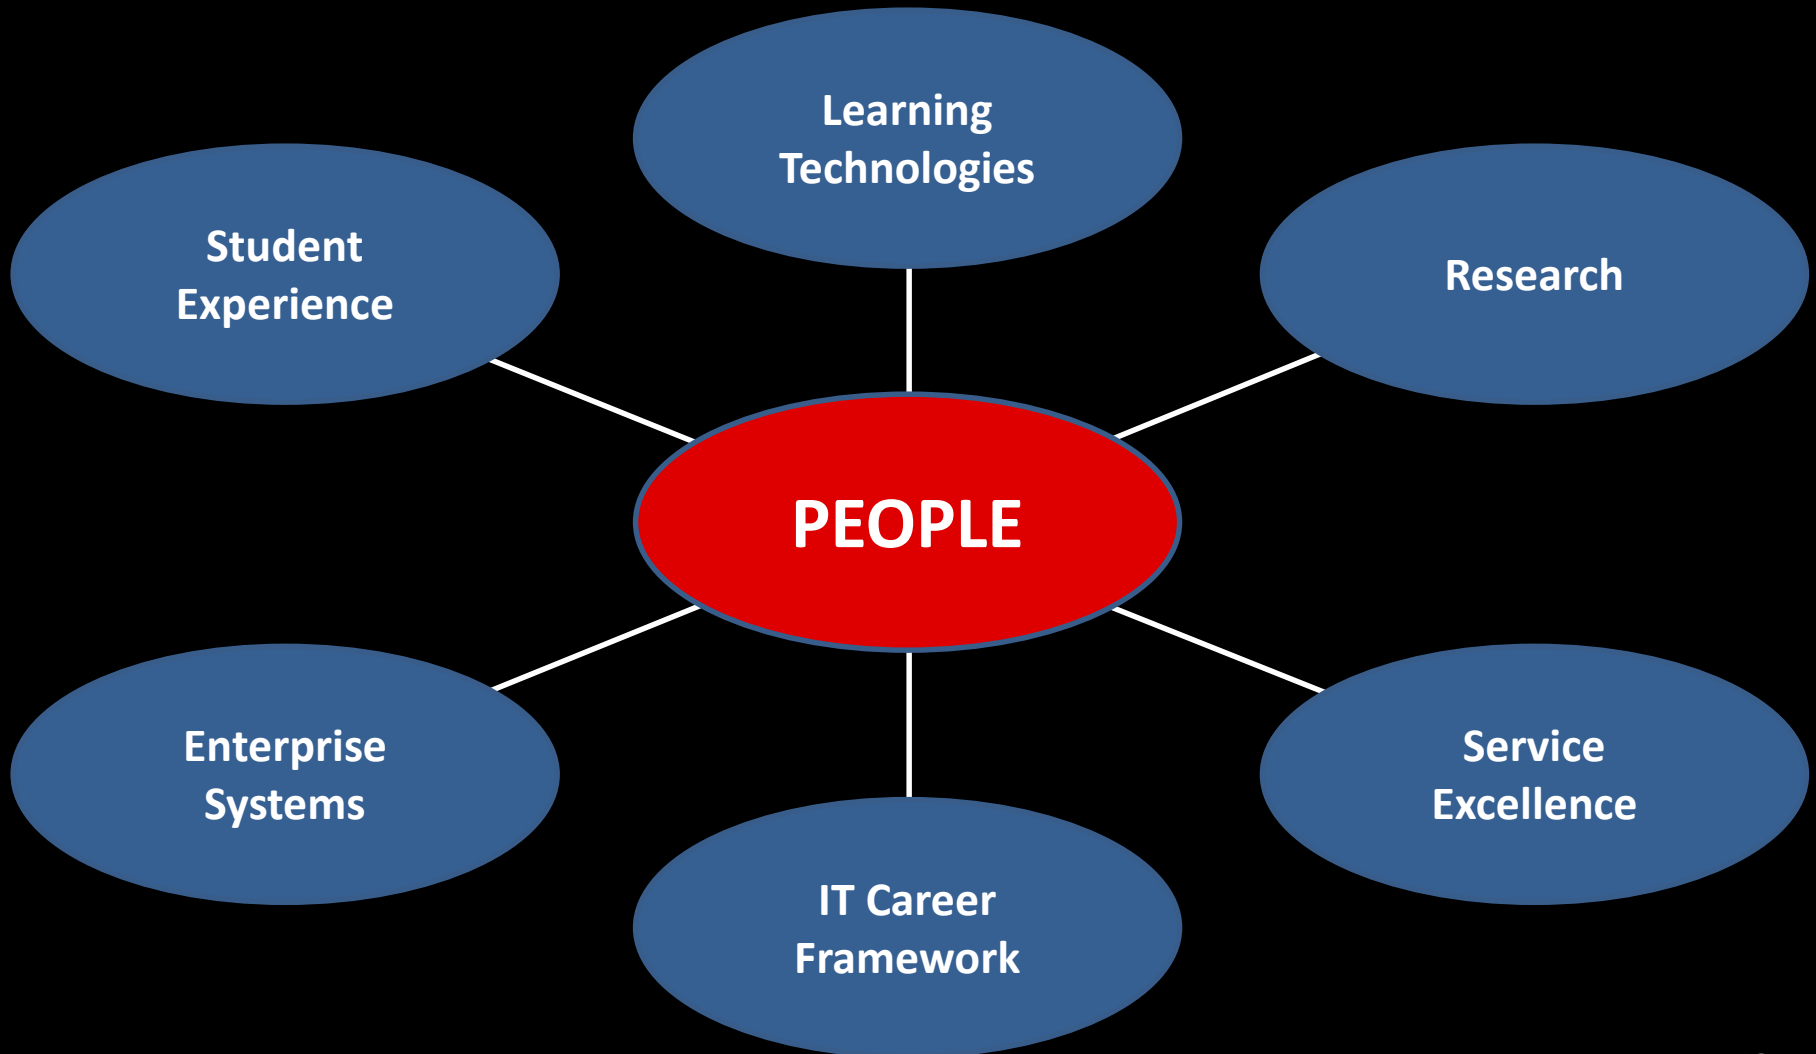 Learning
Technologies
Student
Experience
Research
PEOPLE
Enterprise
Systems
Service
Excellence
IT Career
Framework